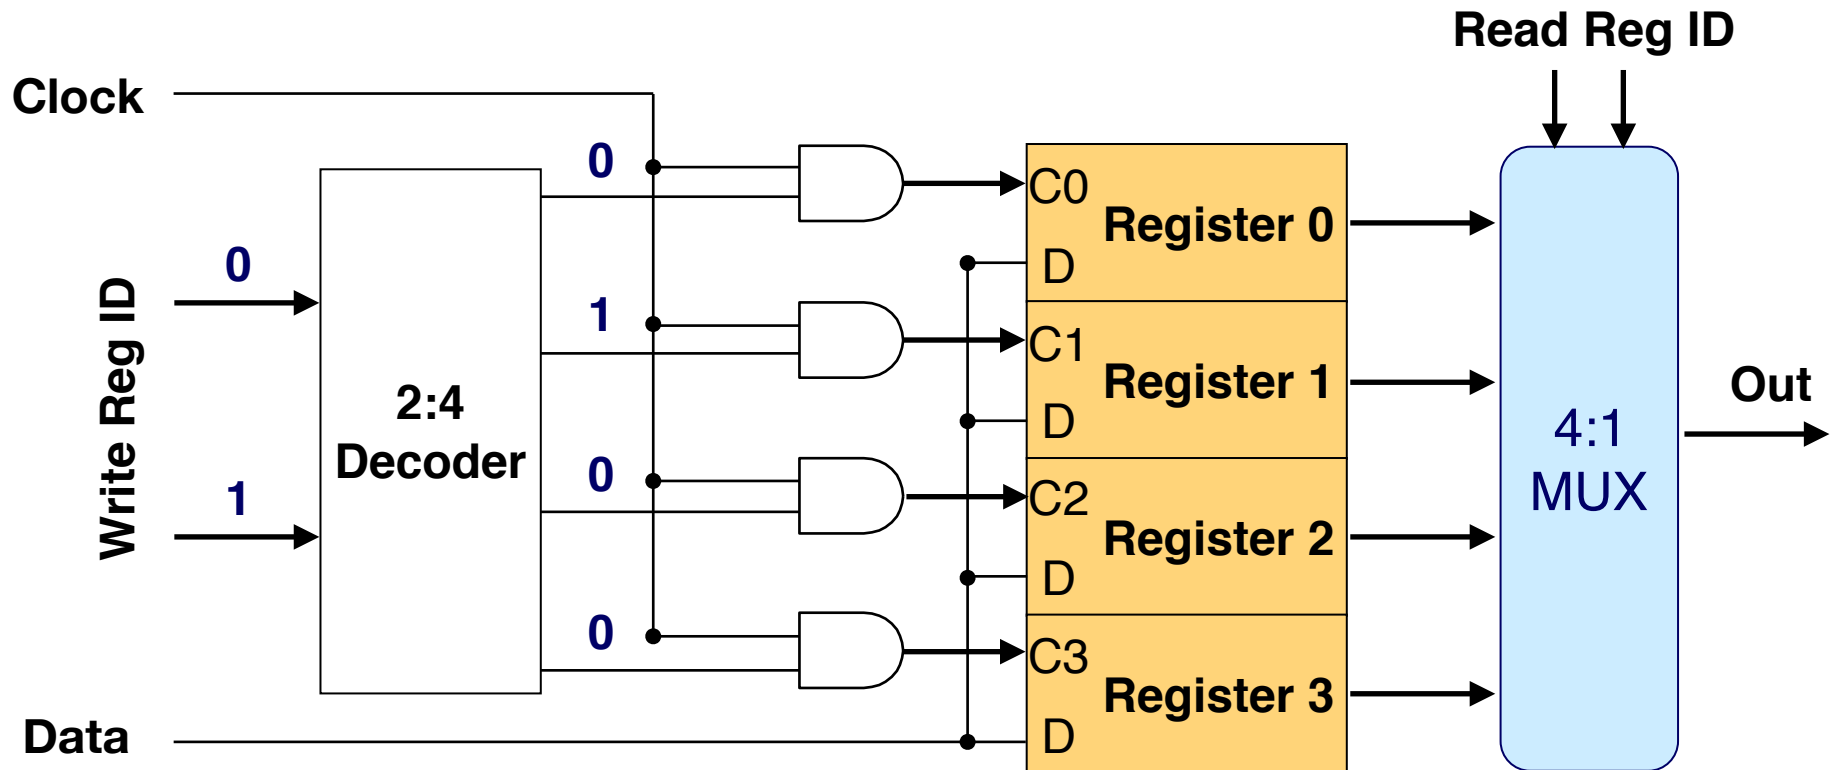 Read Reg ID
Clock
0
C0
Register 0
D
0
1
C1
Register 1
D
Write Reg ID
2:4
Decoder
Out
4:1
MUX
1
0
C2
Register 2
D
0
C3
Register 3
D
Data